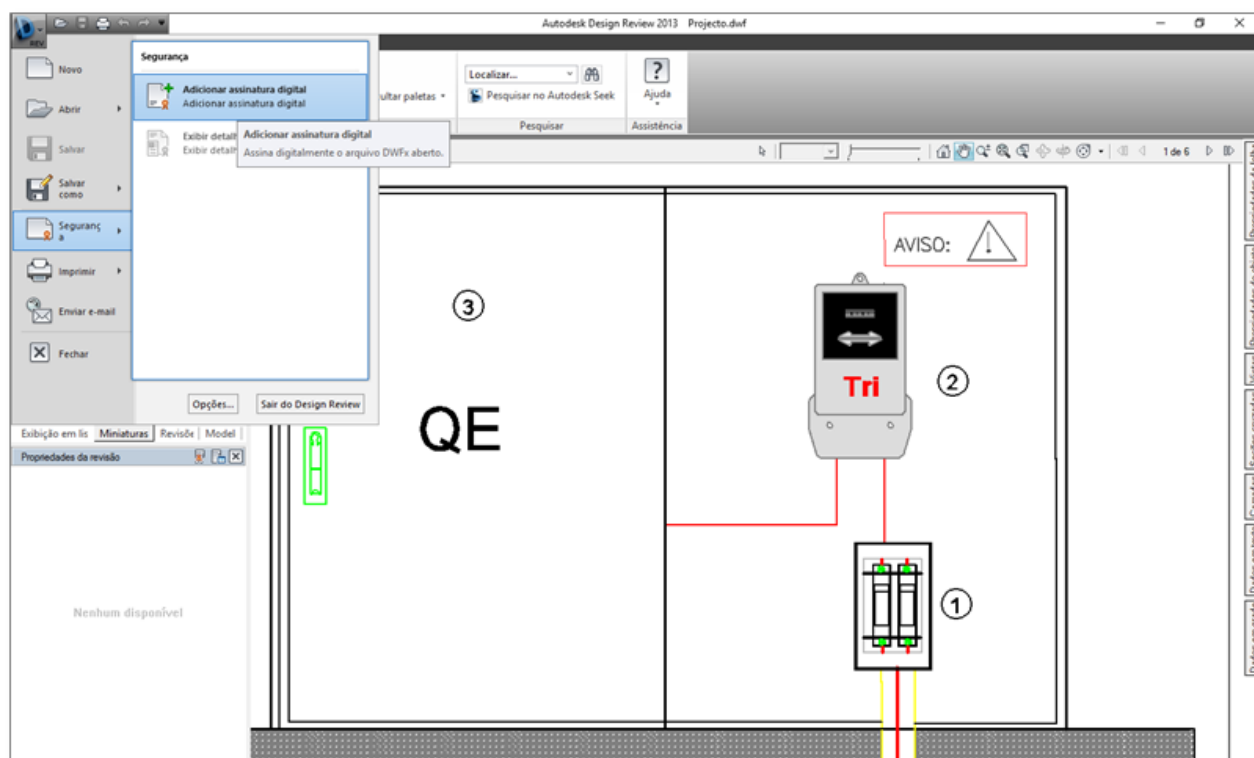 Autodesk Design Review 2013 Projecto.dwf
REV
Novo
Abrir
Salvar
Salvar
como
Seguranç
a
Imprimir
Enviar e-mail
Fechar
Segurança
Adicionar assinatura digital
Adicionar assinatura digital
Exibir
Exibir
Adicionar assinatura digital
Assina digitalmente o arquivo DWFx aberto.
Opções...
Sair do Design Review
ultar paletas
Localizar...
Pesquisar no Autodesk Seek
Pesquisar
?
Ajuda
Assistência
1 de 6
Exibição em lis Miniaturas Revisõe Model
Propriedades da revisão
Nenhum disponível
AVISO:
3
QE
Tri
2
1